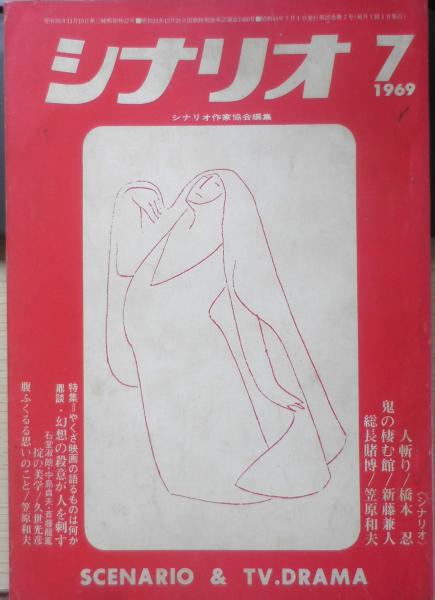 シナリオ
7
1969
シナリオ作家協会編集
〈シナリオ〉
人斬り/橋本 忍
鬼の棲む館/新藤兼人
総長賭博/笠原和夫
特集=やくざ映画の語るものは何か
鼎談・幻想の殺意が人を刺す
石堂淑朗・中島貞夫・斉藤龍鳳
掟の美学/久世光彦
腹ふくるる思いのこと/笠原和夫
SCENARIO & TV.DRAMA